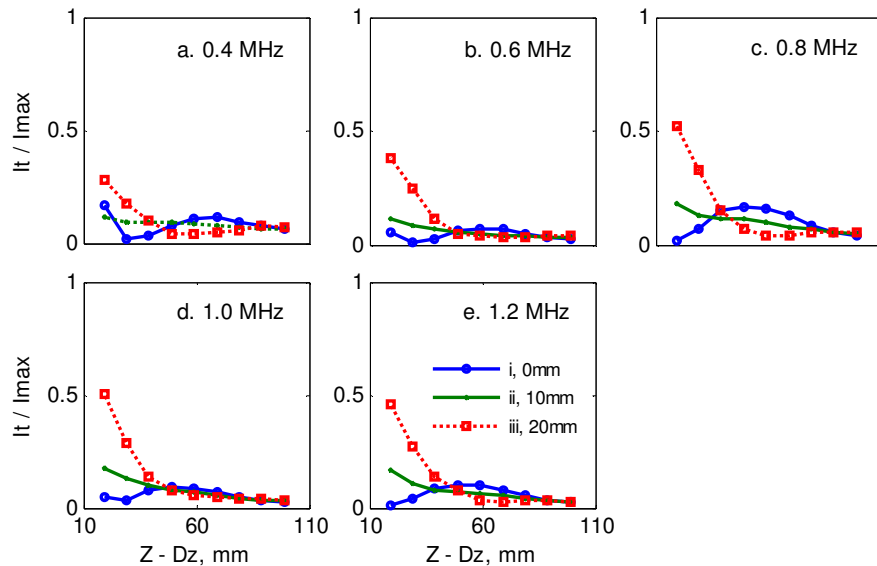 1
a. 0.4 MHz
0.5
0
It / Imax
1
b. 0.6 MHz
0.5
0
1
c. 0.8 MHz
0.5
0
1
d. 1.0 MHz
0.5
0
It / Imax
10
60
110
Z - Dz, mm
1
e. 1.2 MHz
0.5
i, 0mm
ii, 10mm
iii, 20mm
0
10
60
110
Z - Dz, mm